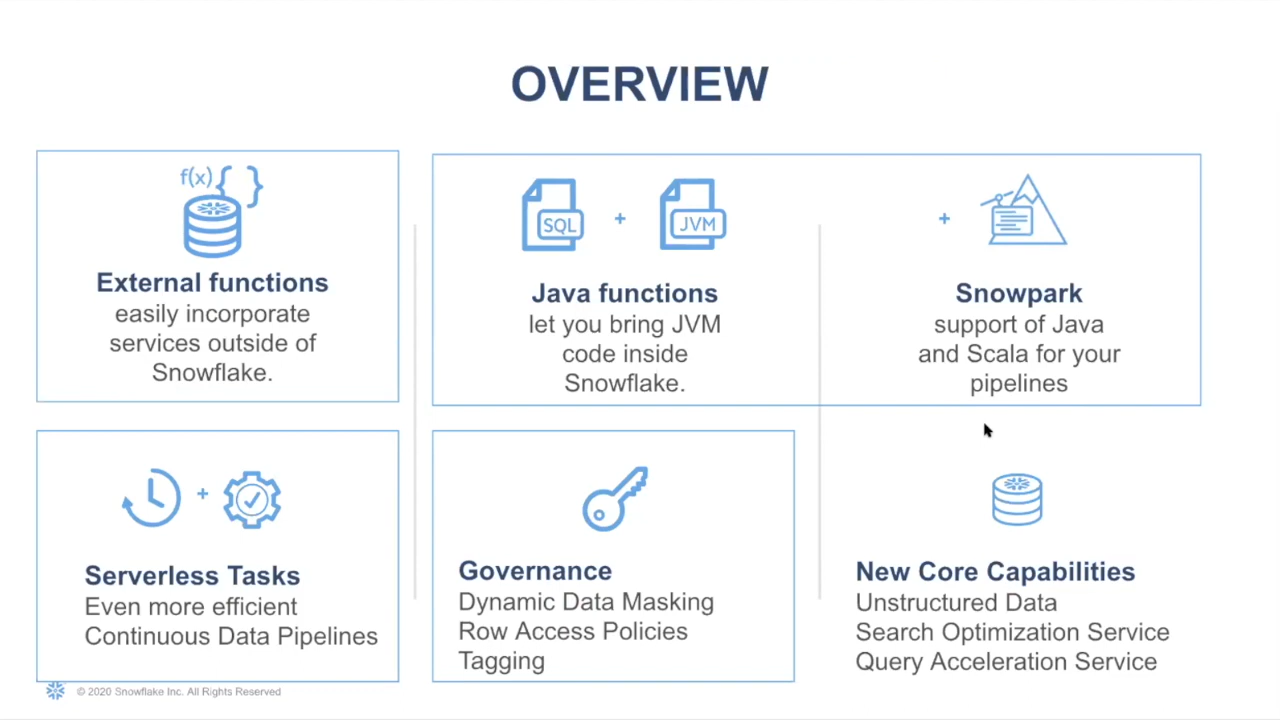 OVERVIEW
f(x){ }
External functions
easily incorporate
services outside of
Snowflake.
SQL + JVM
Java functions
let you bring JVM
code inside
Snowflake.
+
Snowpark
support of Java
and Scala for your
pipelines
+
Serverless Tasks
Even more efficient
Continuous Data Pipelines
Governance
Dynamic Data Masking
Row Access Policies
Tagging
New Core Capabilities
Unstructured Data
Search Optimization Service
Query Acceleration Service
© 2020 Snowflake Inc. All Rights Reserved